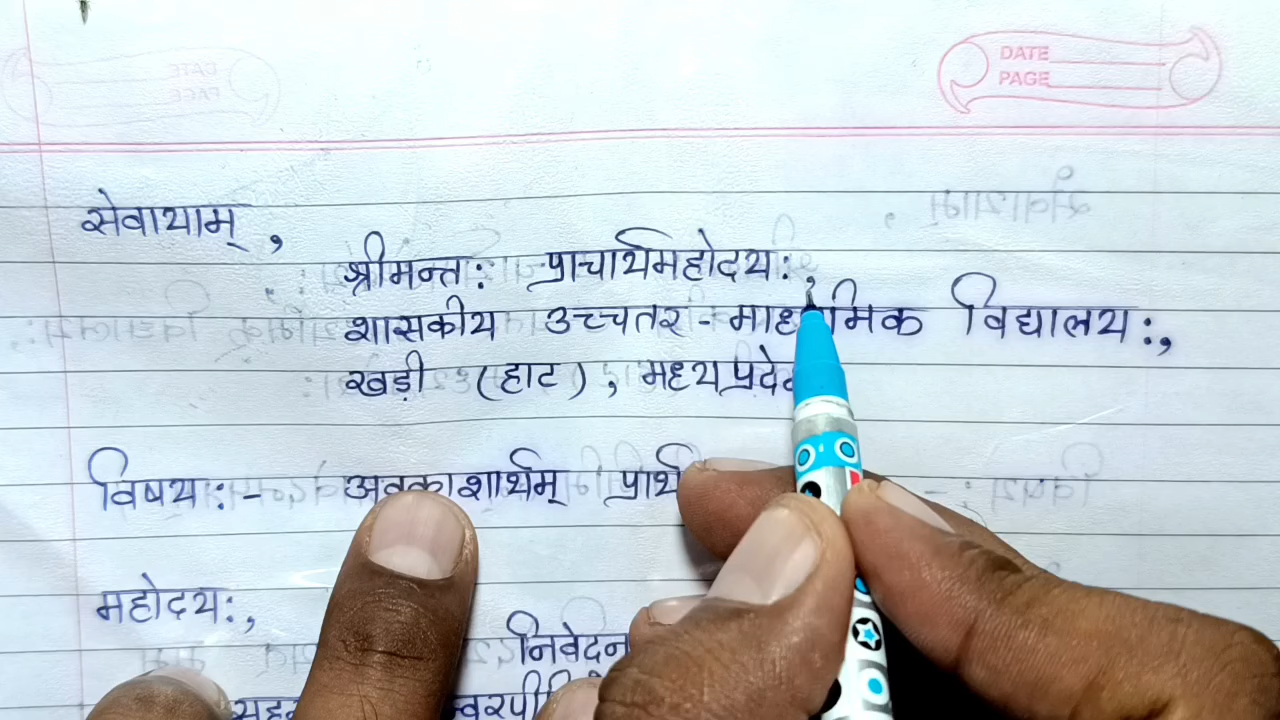 DATE
PAGE
सेवायाम्,
श्रीमन्तः प्राचार्यमहोदयः,
शासकीय उच्चतर - माध्यमिक विद्यालयः,
खड़ी (हाट), मध्यप्रदे
विषयः - अवकाशार्थम्
महोदयः,
निवेदन